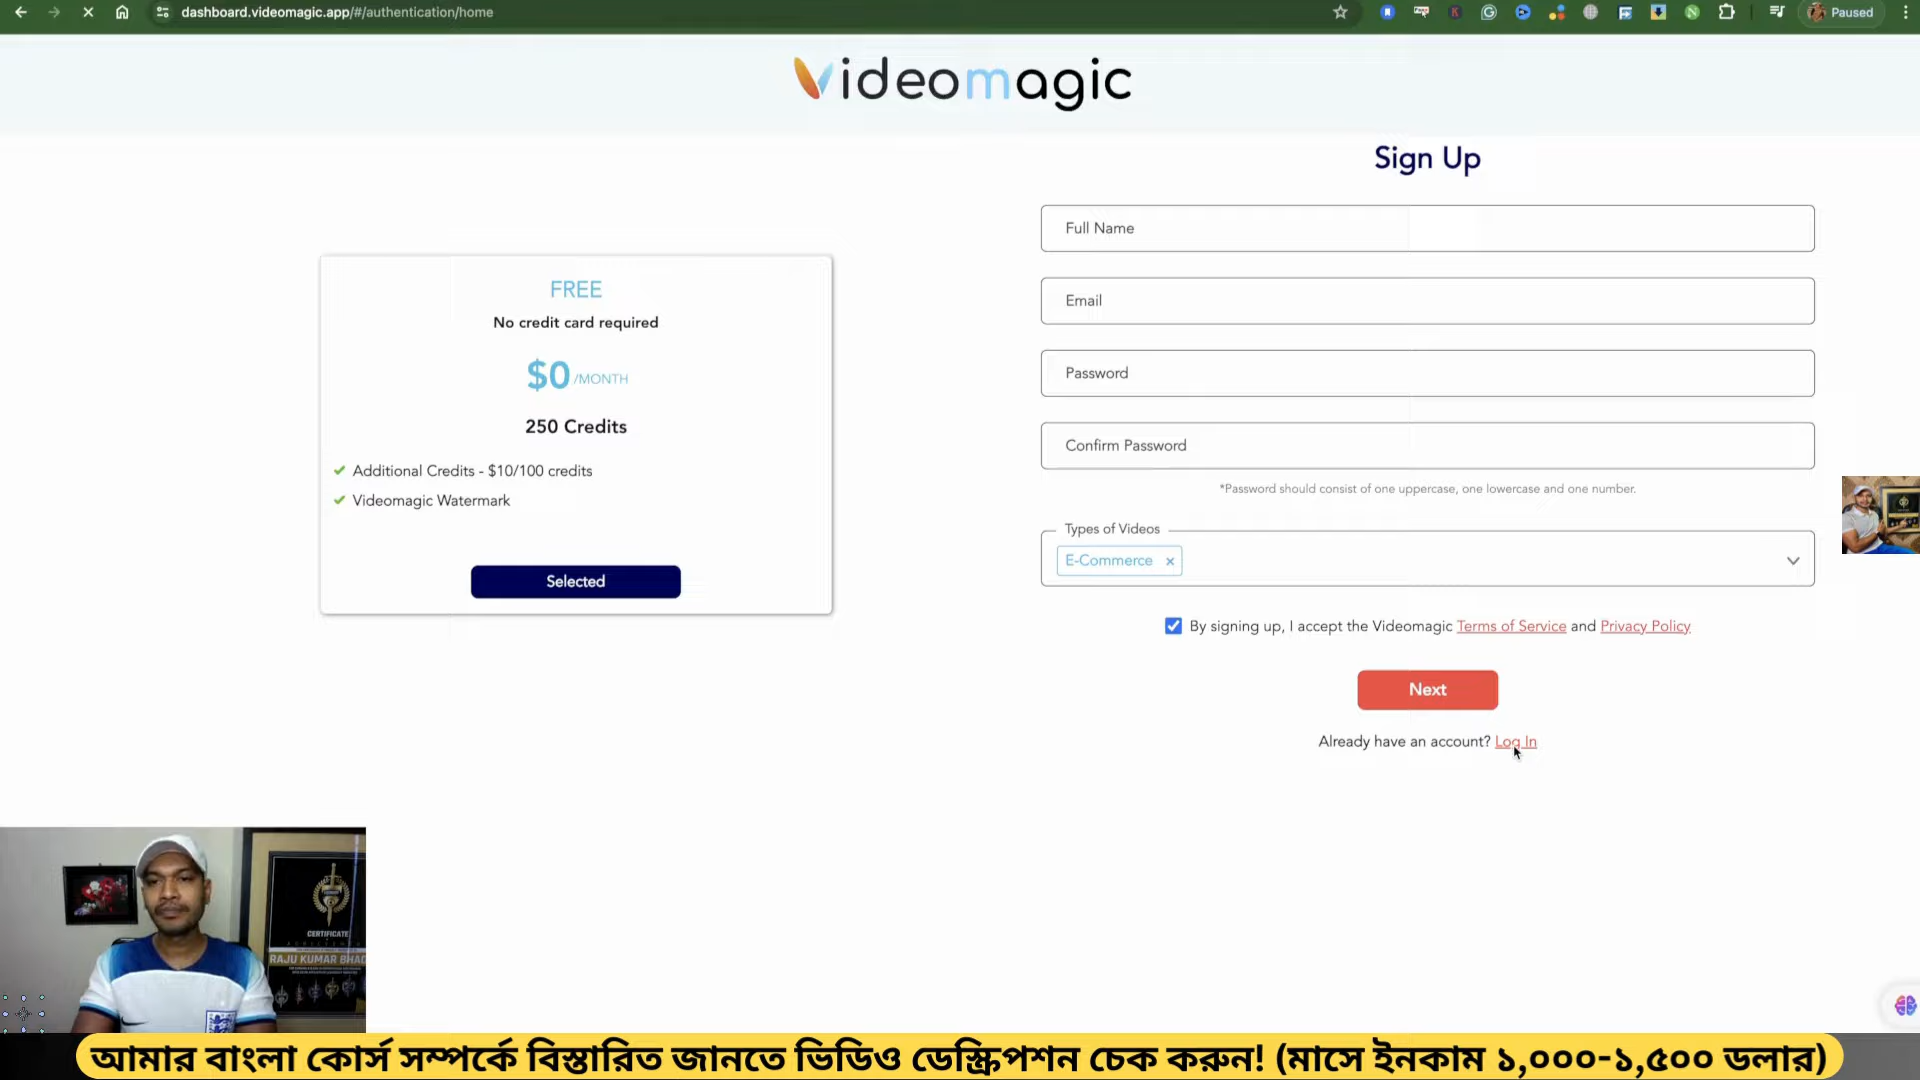 dashboard.videomagic.app/#/authentication/home
Paused
videomagic
Sign Up
Full Name
Email
Password
Confirm Password
*Password should consist of one uppercase, one lowercase and one number.
Types of Videos
E-Commerce ×
By signing up, I accept the Videomagic Terms of Service and Privacy Policy
Next
Already have an account? Log In
FREE
No credit card required
$0 /MONTH
250 Credits
Additional Credits - $10/100 credits
Videomagic Watermark
Selected
CERTIFICATE
RAJU KUMAR BHAG
আমার বাংলা কোর্স সম্পর্কে বিস্তারিত জানতে ভিডিও ডেস্ক্রিপশন চেক করুন! (মাসে ইনকাম ১,০০০-১,৫০০ ডলার)